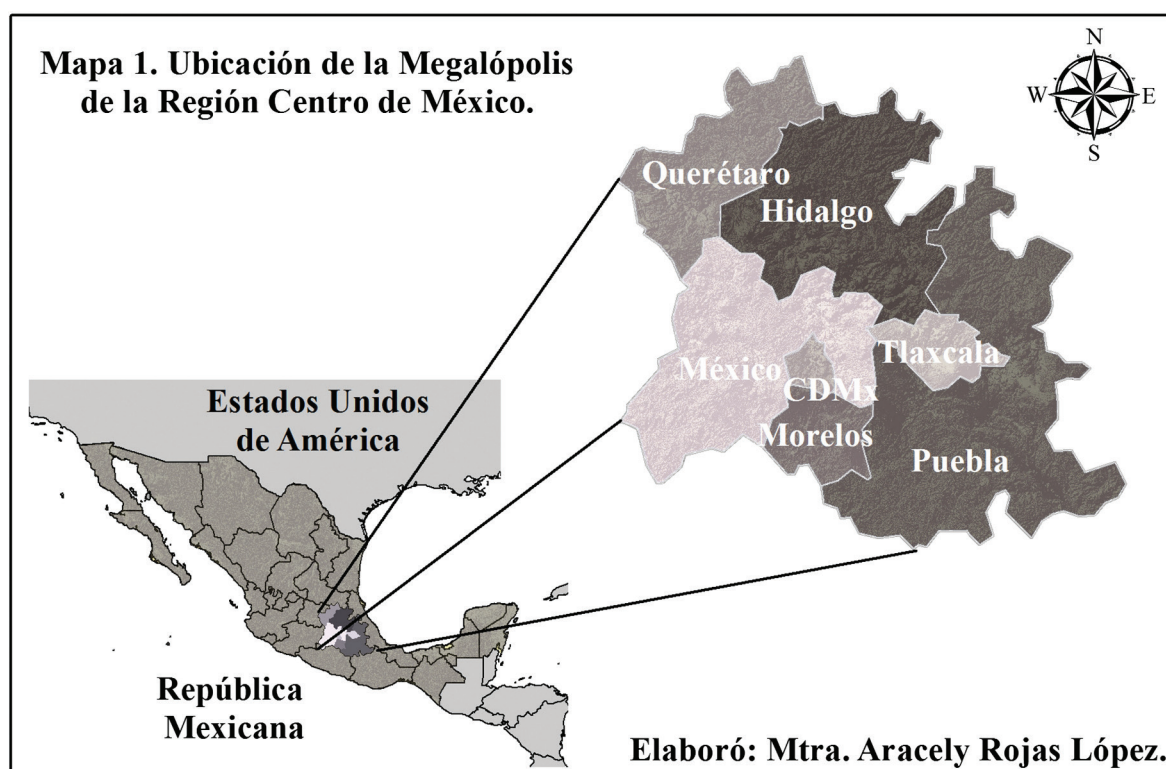 Mapa 1. Ubicación de la Megalópolis
de la Región Centro de México.
N
W
E
S
Querétaro
Hidalgo
Tlaxcala
México
CDMx
Morelos
Puebla
Estados Unidos
de América
República
Mexicana
Elaboró: Mtra. Aracely Rojas López.